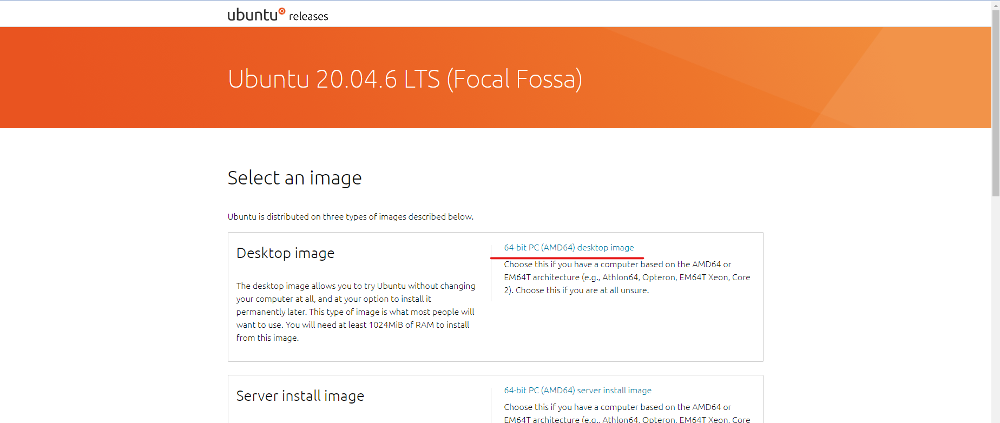 ubuntu releases
Ubuntu 20.04.6 LTS (Focal Fossa)
Select an image
Ubuntu is distributed on three types of images described below.
Desktop image
The desktop image allows you to try Ubuntu without changing
your computer at all, and at your option to install it
permanently later. This type of image is what most people will
want to use. You will need at least 1024MiB of RAM to install
from this image.
64-bit PC (AMD64) desktop image
Choose this if you have a computer based on the AMD64 or
EM64T architecture (e.g., Athlon64, Opteron, EM64T Xeon, Core
2). Choose this if you are at all unsure.
Server install image
64-bit PC (AMD64) server install image
Choose this if you have a computer based on the AMD64 or
EM64T architecture (e.g., Athlon64, Opteron, EM64T Xeon, Core